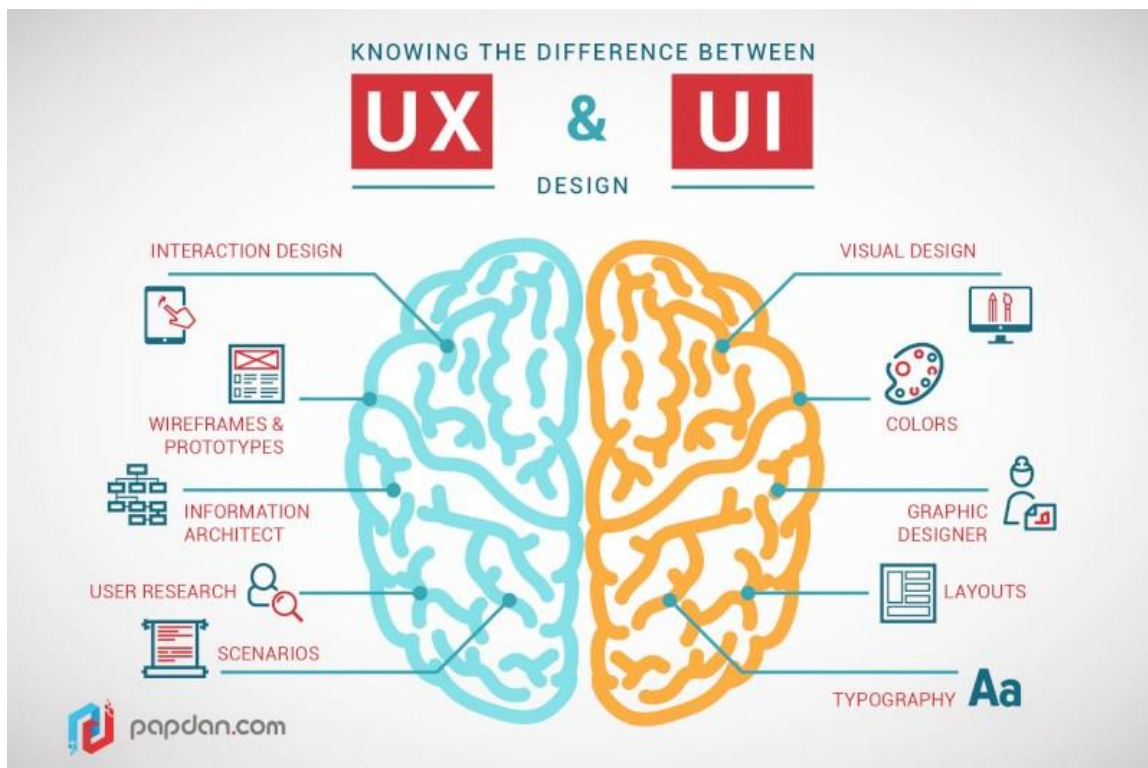 KNOWING THE DIFFERENCE BETWEEN
UX & UI
DESIGN
INTERACTION DESIGN
WIREFRAMES &
PROTOTYPES
INFORMATION
ARCHITECT
USER RESEARCH
SCENARIOS
VISUAL DESIGN
COLORS
GRAPHIC
DESIGNER
LAYOUTS
TYPOGRAPHY Aa
papdan.com